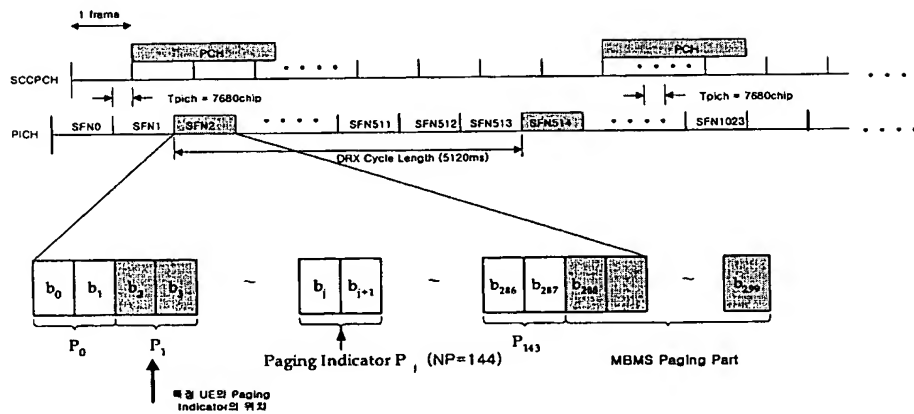 1 frame
PCH
PCH
SCCPCH
Tpich = 7680chip
Tpich = 7680chip
PICH
SFN0
SFN1
SFN2
SFN511
SFN512
SFN513
SFN514
SFN1023
DRX Cycle Length (5120ms)
b0
b1
b2
b3
~
bj
bj+1
~
b286
b287
b288
~
b299
P0
P1
Paging Indicator Pj (NP=144)
P143
MBMS Paging Part
특정 UE의 Paging
Indicator의 위치